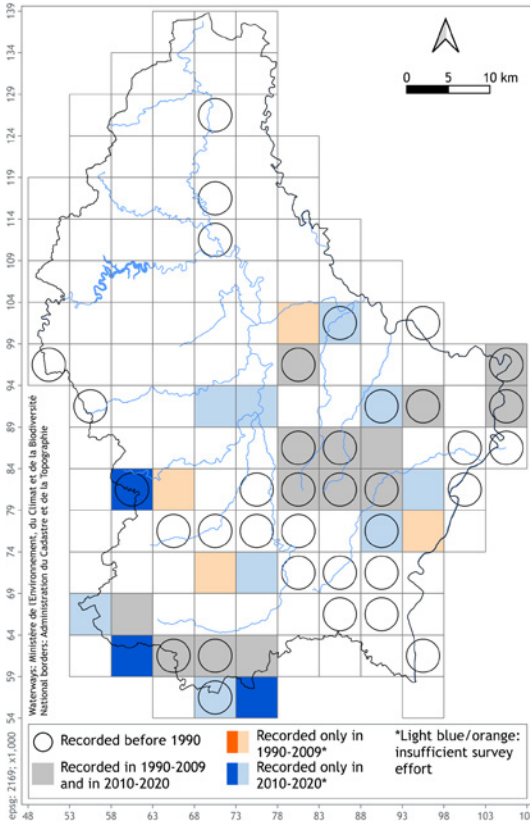 139
134
129
124
119
114
109
104
99
94
89
84
79
74
69
64
59
54
0 5 10 km
Waterways: Ministère de l'Environnement, du Climat et de la Biodiversité
National borders: Administration du Cadastre et de la Topographie
epsg: 2169; x1,000
Recorded before 1990
Recorded in 1990-2009
and in 2010-2020
Recorded only in
1990-2009*
Recorded only in
2010-2020*
*Light blue/orange:
insufficient survey
effort
48 53 58 63 68 73 78 83 88 93 98 103 108